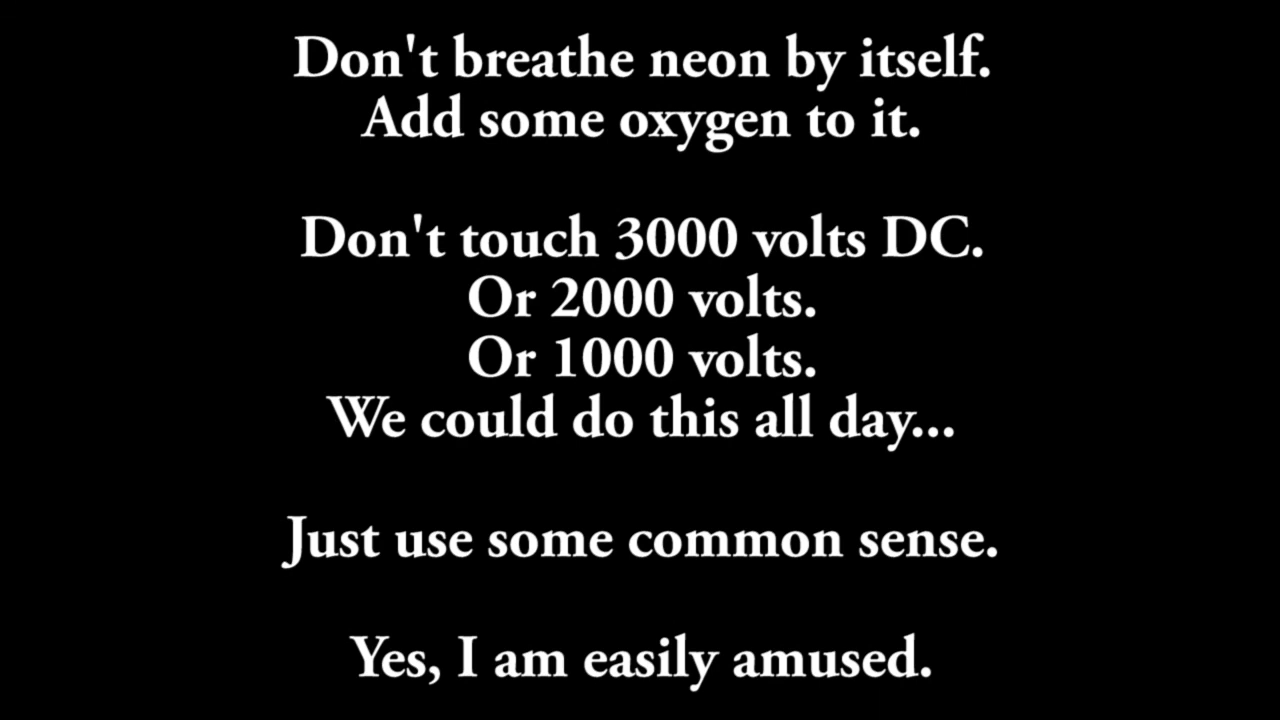 Don't breathe neon by itself.
Add some oxygen to it.
Don't touch 3000 volts DC.
Or 2000 volts.
Or 1000 volts.
We could do this all day...
Just use some common sense.
Yes, I am easily amused.